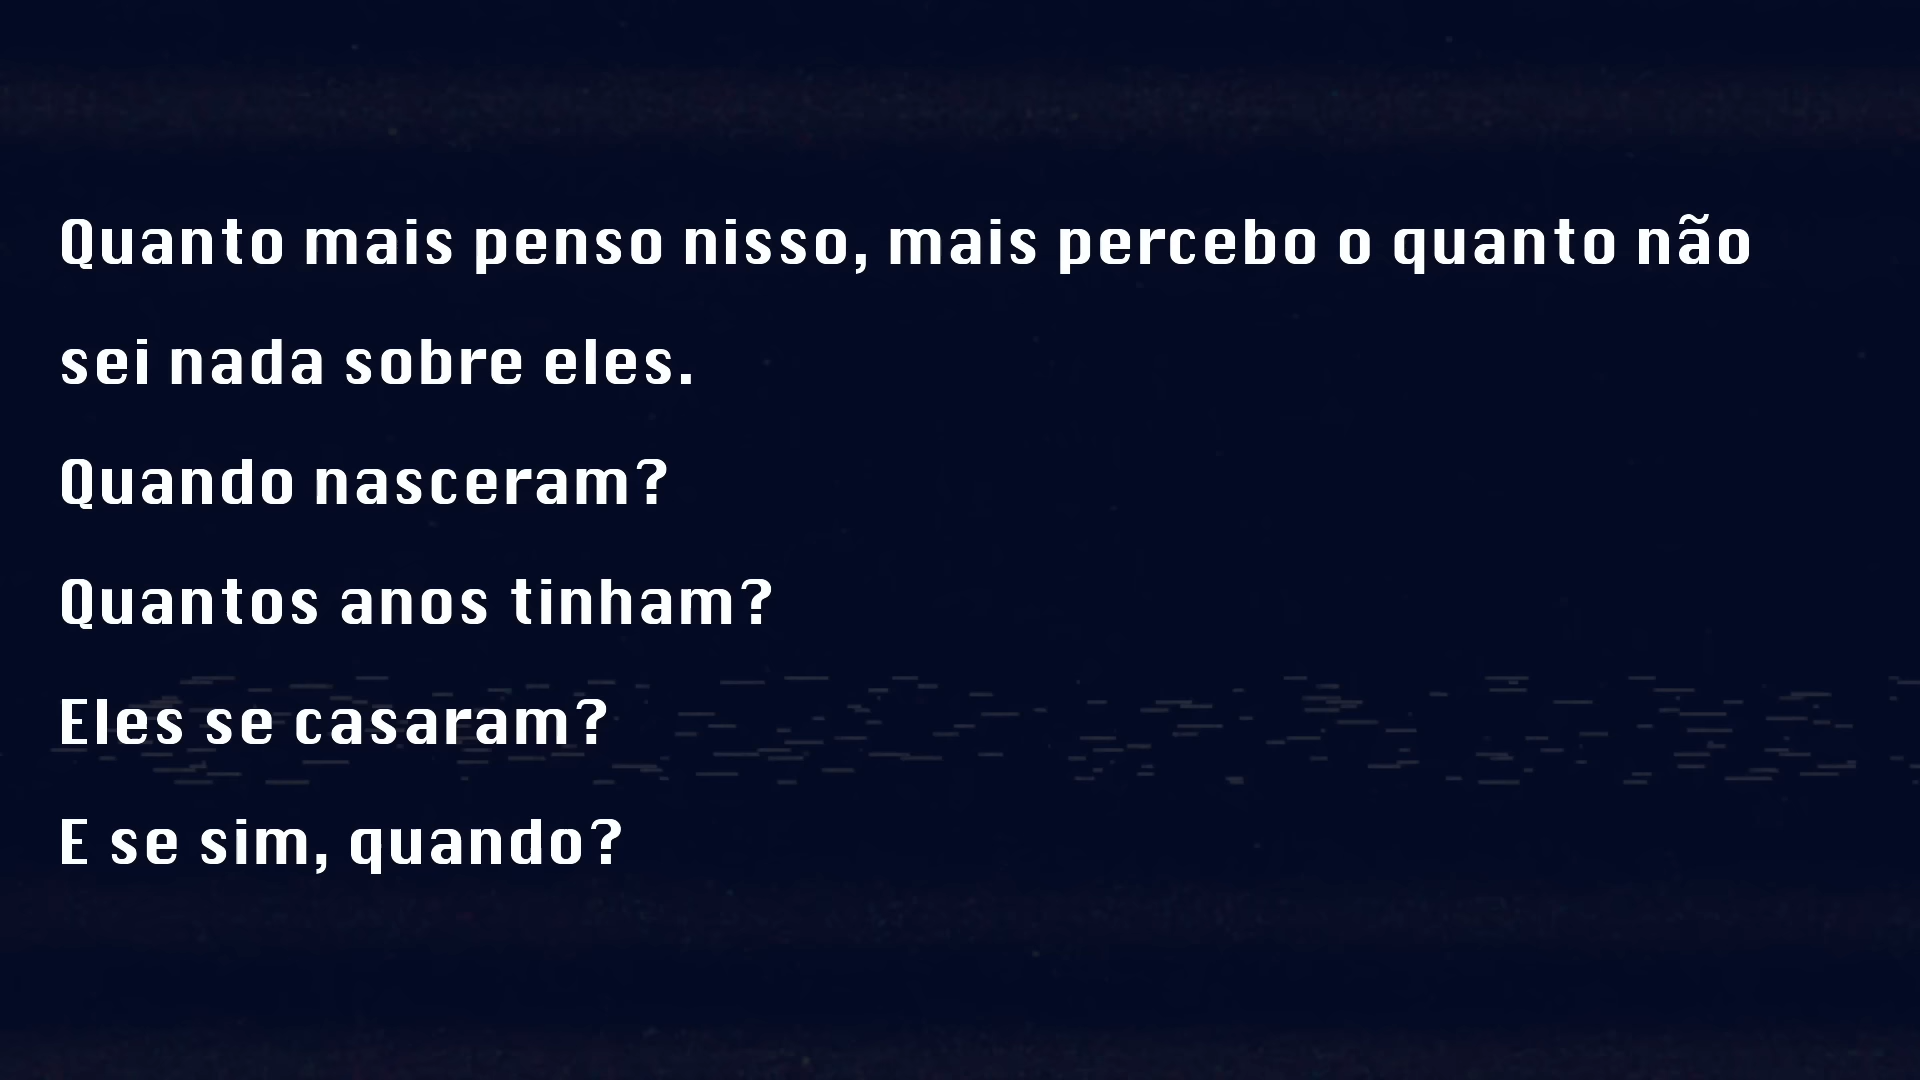 Quanto mais penso nisso, mais percebo o quanto não
sei nada sobre eles.
Quando nasceram?
Quantos anos tinham?
Eles se casaram?
E se sim, quando?